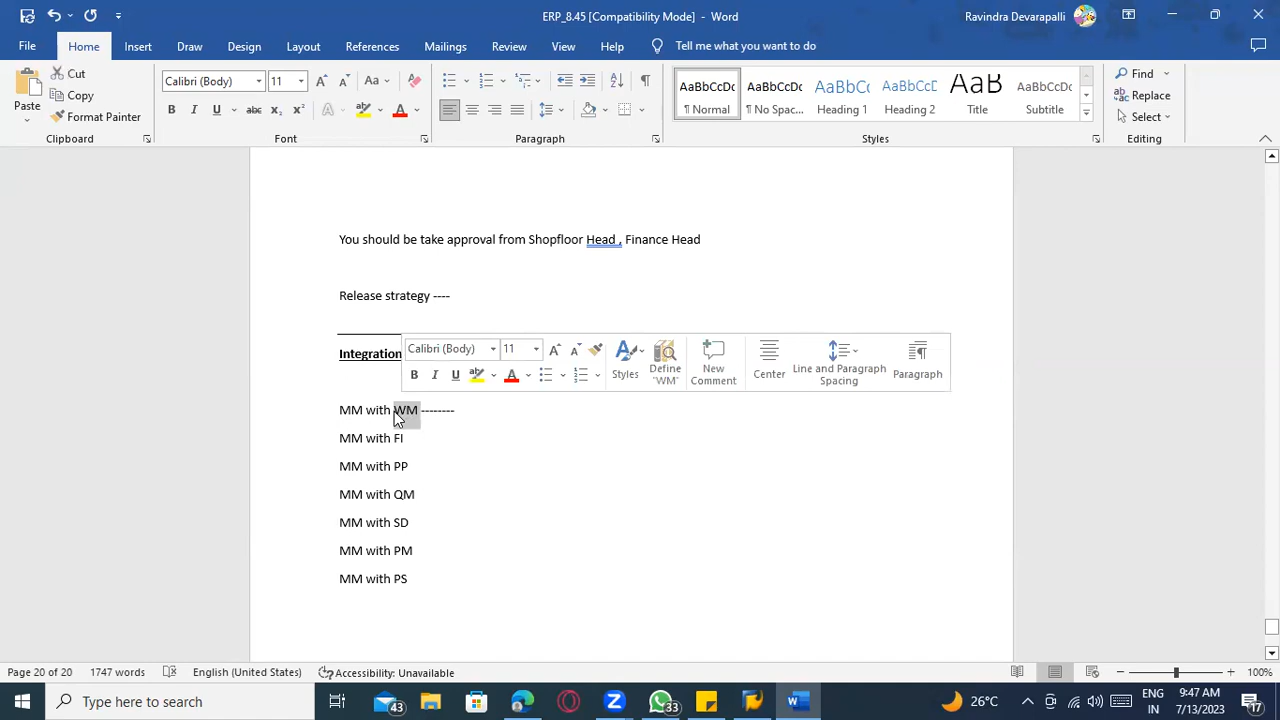 ERP_8.45 [Compatibility Mode] - Word
Ravindra Devarapalli
File Home Insert Draw Design Layout References Mailings Review View Help Tell me what you want to do
Paste
Cut
Copy
Format Painter
Clipboard
Calibri (Body) 11
Font
Paragraph
AaBbCcDc AaBbCcDc AaBbCc AaBbCcC AaB AaBbCcD
¶ Normal ¶ No Spac... Heading 1 Heading 2 Title Subtitle
Styles
Find
Replace
Select
Editing
You should be take approval from Shopfloor Head , Finance Head
Release strategy ----
Integration
Calibri (Body) 11
Styles
Define "WM"
New Comment
Center
Line and Paragraph Spacing
Paragraph
MM with WM --------
MM with FI
MM with PP
MM with QM
MM with SD
MM with PM
MM with PS
Page 20 of 20 1747 words English (United States) Accessibility: Unavailable 100%
Type here to search
43
33
26°C
ENG
IN
9:47 AM
7/13/2023
17